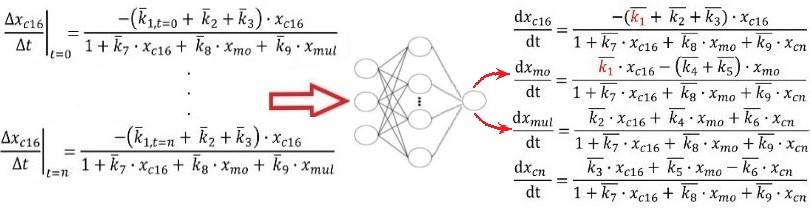 Δx_c16/Δt |_t=0 = −(k̄_1,t=0 + k̄_2 + k̄_3) · x_c16 / 1 + k̄_7 · x_c16 + k̄_8 · x_mo + k̄_9 · x_mul
.
.
.
Δx_c16/Δt |_t=n = −(k̄_1,t=n + k̄_2 + k̄_3) · x_c16 / 1 + k̄_7 · x_c16 + k̄_8 · x_mo + k̄_9 · x_mul
⋮
dx_c16/dt = −(k̄_1 + k̄_2 + k̄_3) · x_c16 / 1 + k̄_7 · x_c16 + k̄_8 · x_mo + k̄_9 · x_cn
dx_mo/dt = k̄_1 · x_c16 − (k̄_4 + k̄_5) · x_mo / 1 + k̄_7 · x_c16 + k̄_8 · x_mo + k̄_9 · x_cn
dx_mul/dt = k̄_2 · x_c16 + k̄_4 · x_mo + k̄_6 · x_cn / 1 + k̄_7 · x_c16 + k̄_8 · x_mo + k̄_9 · x_cn
dx_cn/dt = k̄_3 · x_c16 + k̄_5 · x_mo − k̄_6 · x_cn / 1 + k̄_7 · x_c16 + k̄_8 · x_mo + k̄_9 · x_cn